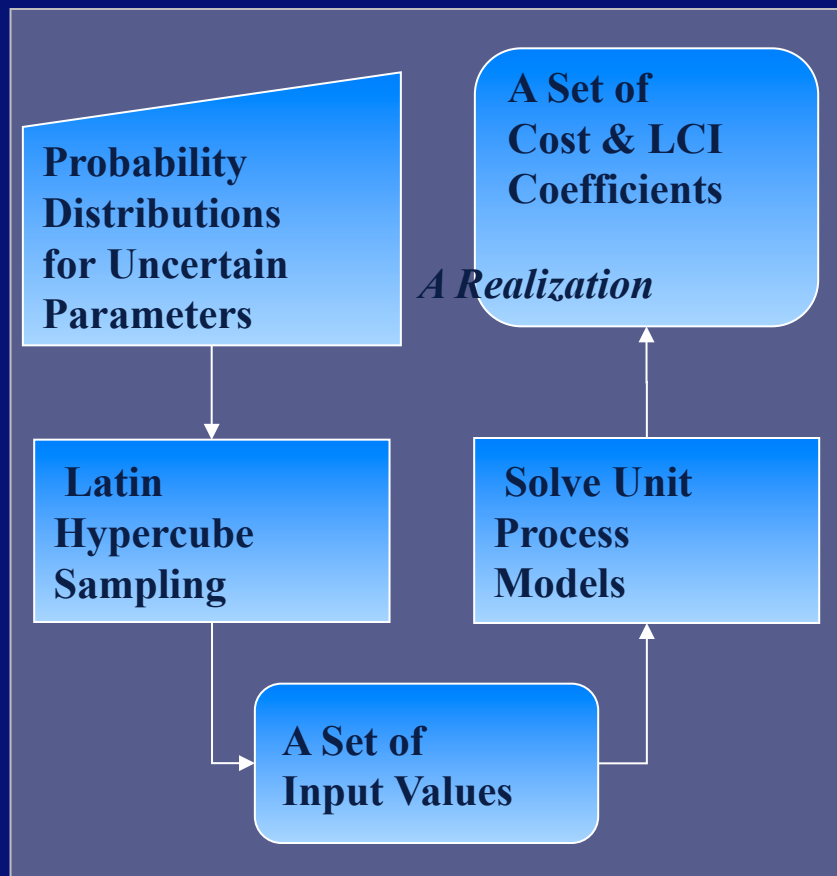 Probability
Distributions
for Uncertain
Parameters
Latin
Hypercube
Sampling
A Set of
Input Values
Solve Unit
Process
Models
A Set of
Cost & LCI
Coefficients
A Realization